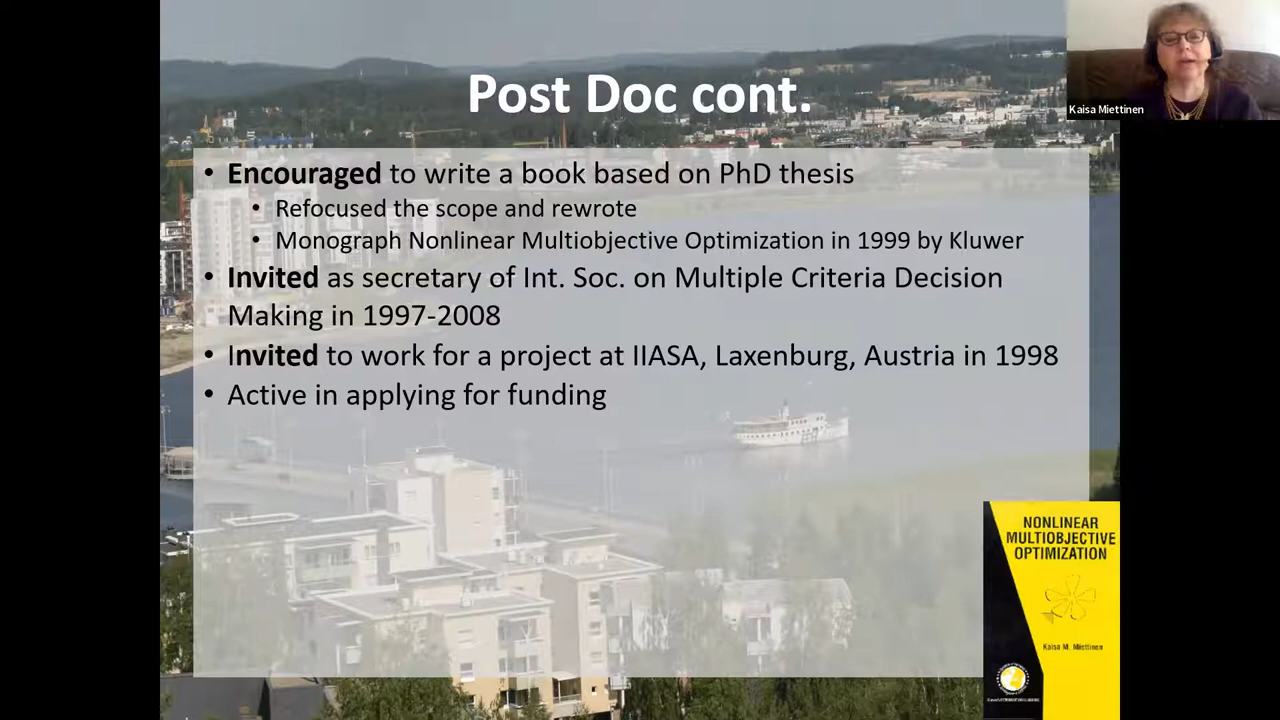 Post Doc cont.
Kaisa Miettinen
• Encouraged to write a book based on PhD thesis
• Refocused the scope and rewrote
• Monograph Nonlinear Multiobjective Optimization in 1999 by Kluwer
• Invited as secretary of Int. Soc. on Multiple Criteria Decision
Making in 1997-2008
• Invited to work for a project at IIASA, Laxenburg, Austria in 1998
• Active in applying for funding
NONLINEAR
MULTIOBJECTIVE
OPTIMIZATION
Kaisa M. Miettinen